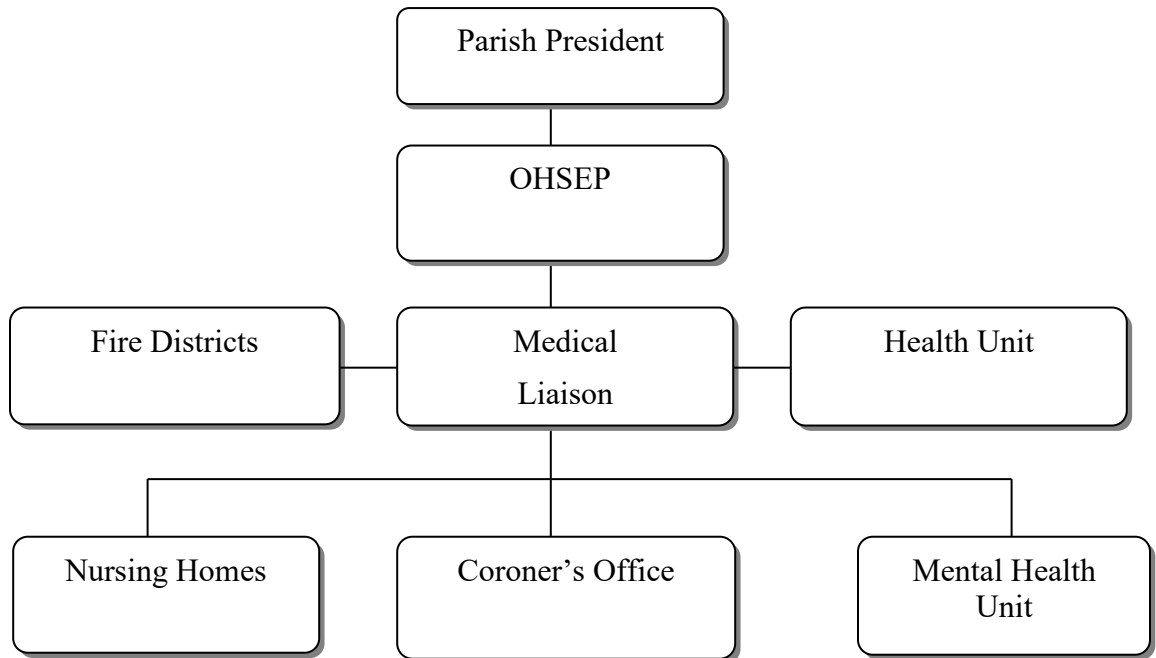 Parish President
OHSEP
Fire Districts
Medical
Liaison
Health Unit
Nursing Homes
Coroner’s Office
Mental Health
Unit